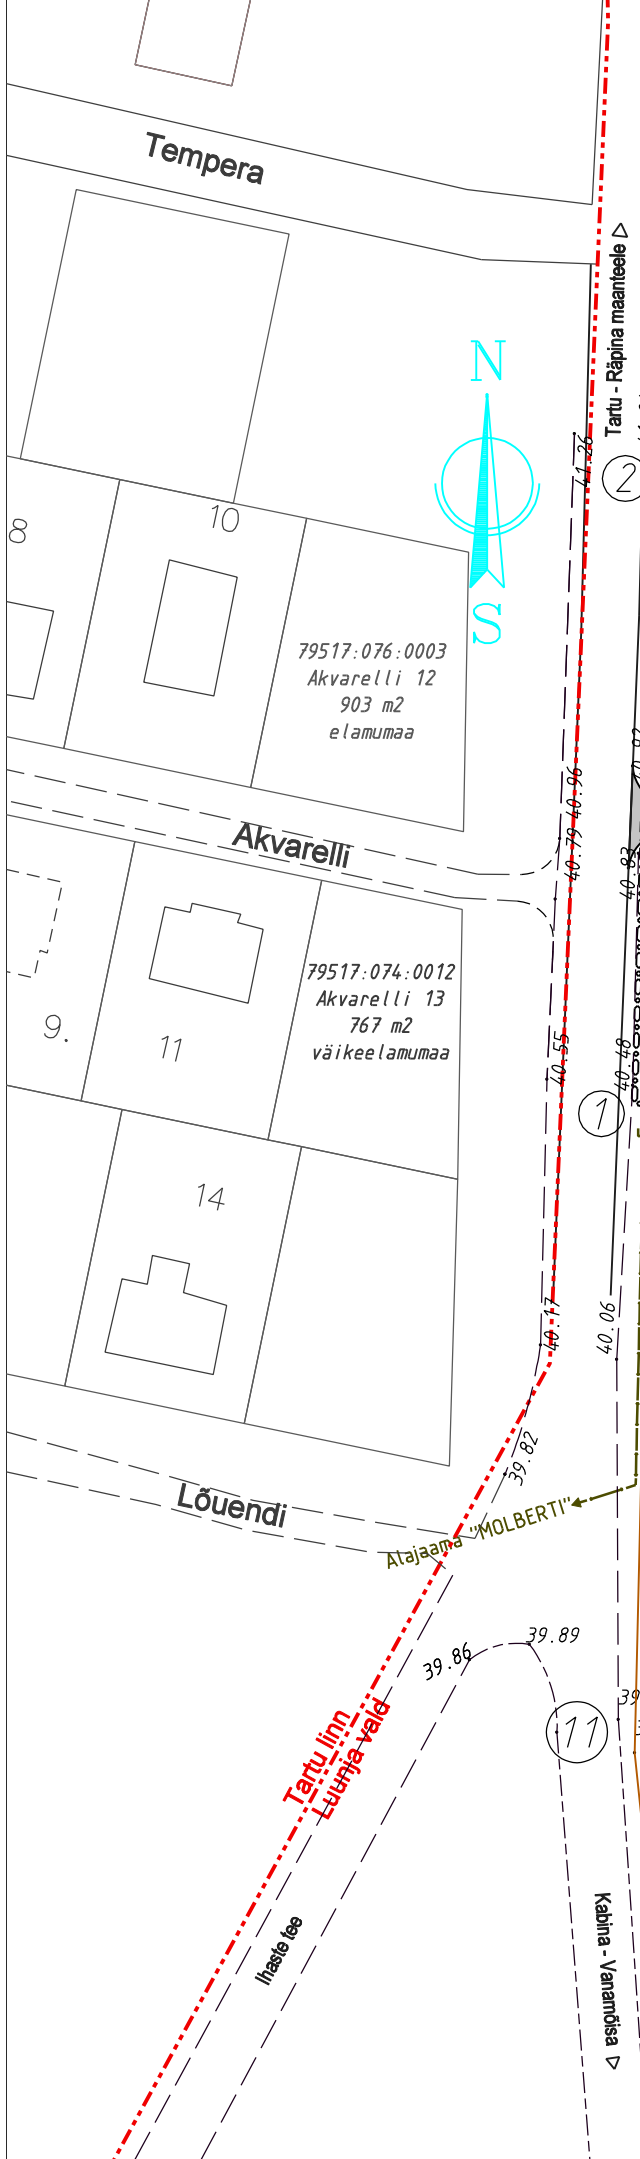 Tempera
Tartu - Räpina maanteele
N
41.26
2
8
10
S
79517:076:0003
Akvarelli 12
903 m2
elamumaa
40.96
40.79
Akvarelli
40.83
79517:074:0012
Akvarelli 13
767 m2
väikeelamumaa
9.
11
40.55
40.48
1
14
40.17
40.06
39.82
Lõuendi
Alajaama "MOLBERTI"
39.86
39.89
11
Tartu linn
Luunja vald
Kabina - Vanamõisa
Ihaste tee